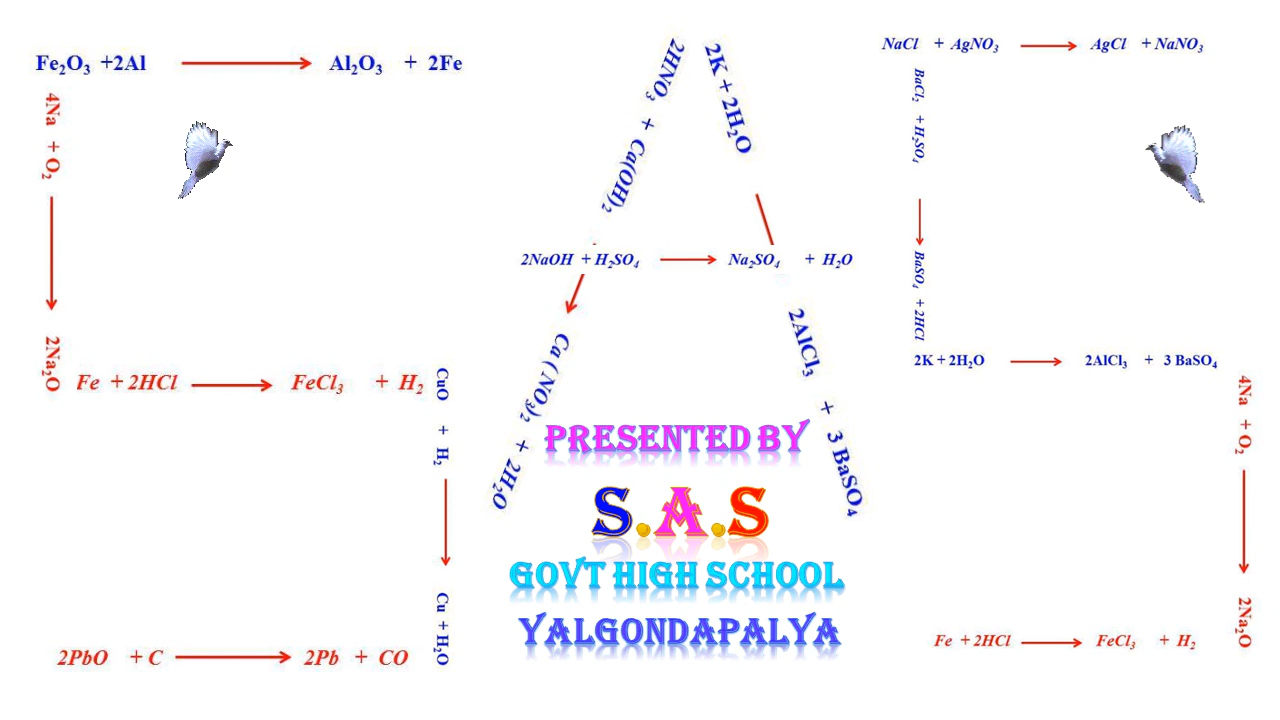 Fe₂O₃ +2Al → Al₂O₃ + 2Fe
4Na + O₂ → 2Na₂O
Fe + 2HCl → FeCl₃ + H₂
CuO + H₂ → Cu + H₂O
2PbO + C → 2Pb + CO
2HNO₃ + Ca(OH)₂ → Ca (NO₃)₂ + 2H₂O
2K + 2H₂O 2AlCl₃ + 3 BaSO₄
2NaOH + H₂SO₄ → Na₂SO₄ + H₂O
PRESENTED BY
S.A.S
GOVT HIGH SCHOOL
YALGONDAPALYA
NaCl + AgNO₃ → AgCl + NaNO₃
BaCl₂ + H₂SO₄ → BaSO₄ + 2HCl
2K + 2H₂O → 2AlCl₃ + 3 BaSO₄
4Na + O₂ → 2Na₂O
Fe + 2HCl → FeCl₃ + H₂